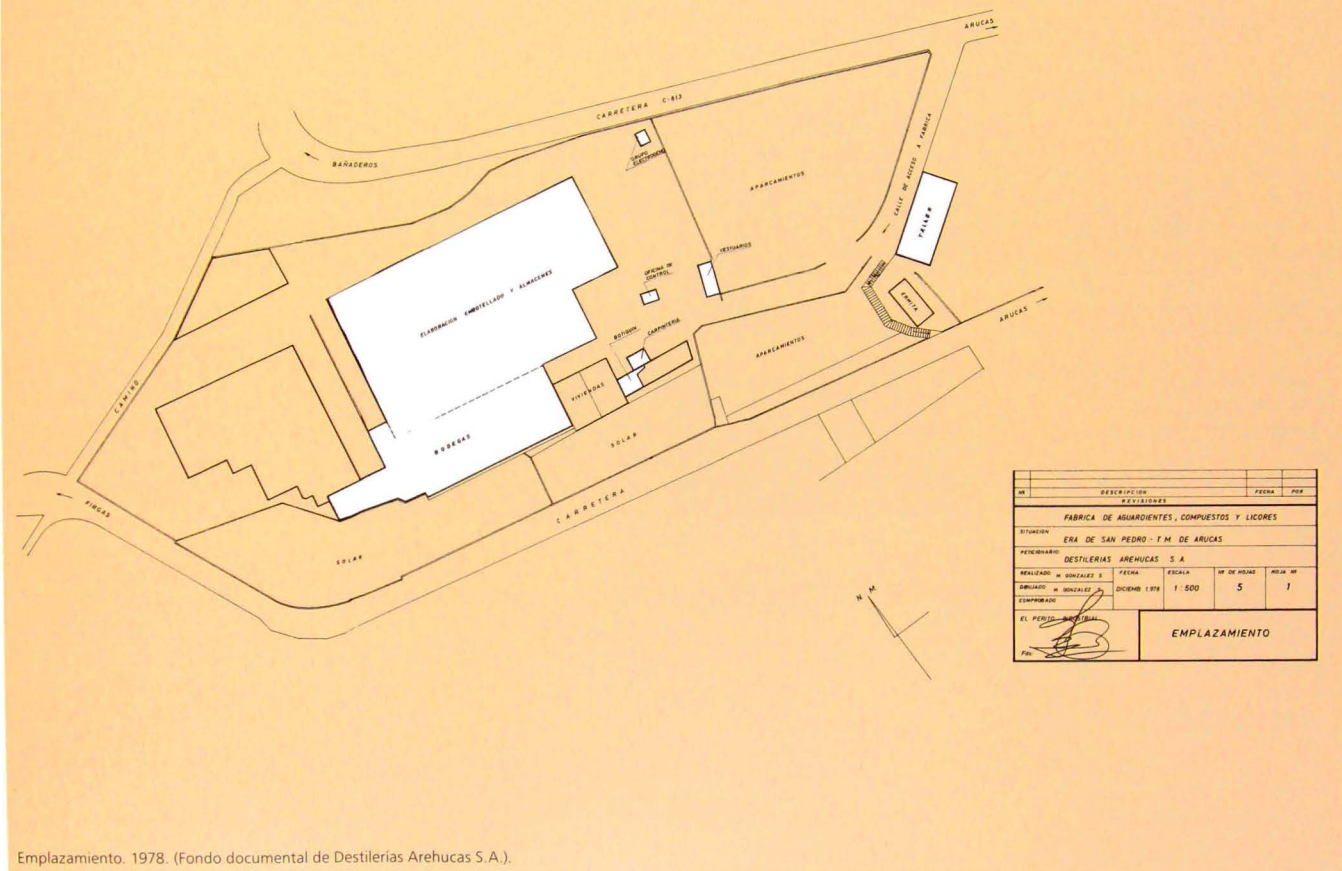 ARUCAS
CARRETERA C-813
BAÑADEROS
GRUPO
ELECTROGENO
APARCAMIENTOS
CALLE DE ACCESO A FABRICA
TALLER
VESTUARIOS
OFICINA DE
CONTROL
ELABORACION EMBOTELLADO Y ALMACENES
ERMITA
ARUCAS
BOTIQUIN
CARPINTERIA
APARCAMIENTOS
VIVIENDAS
CAMINO
BODEGAS
SOLAR
CARRETERA
FIRGAS
SOLAR
N.M.
Nº DESCRIPCION FECHA POR
REVISIONES
FABRICA DE AGUARDIENTES, COMPUESTOS Y LICORES
SITUACION
ERA DE SAN PEDRO - T.M. DE ARUCAS
PETICIONARIO
DESTILERIAS AREHUCAS S.A.
REALIZADO M GONZALEZ S FECHA ESCALA Nº DE HOJAS HOJA Nº
DIBUJADO M GONZALEZ S DICIEMB 1.978 1:500 5 1
COMPROBADO
EL PERITO INDUSTRIAL
EMPLAZAMIENTO
Fdo:
Emplazamiento. 1978. (Fondo documental de Destilerías Arehucas S.A.).